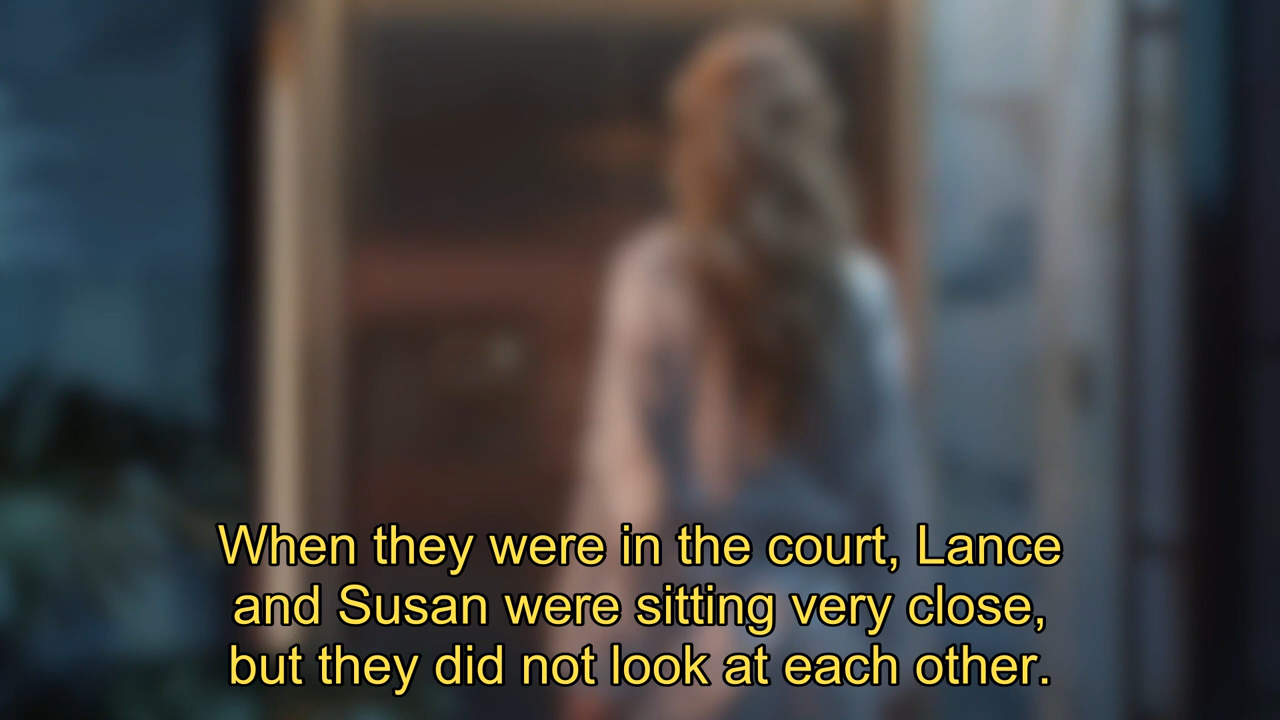 When they were in the court, Lance
and Susan were sitting very close,
but they did not look at each other.